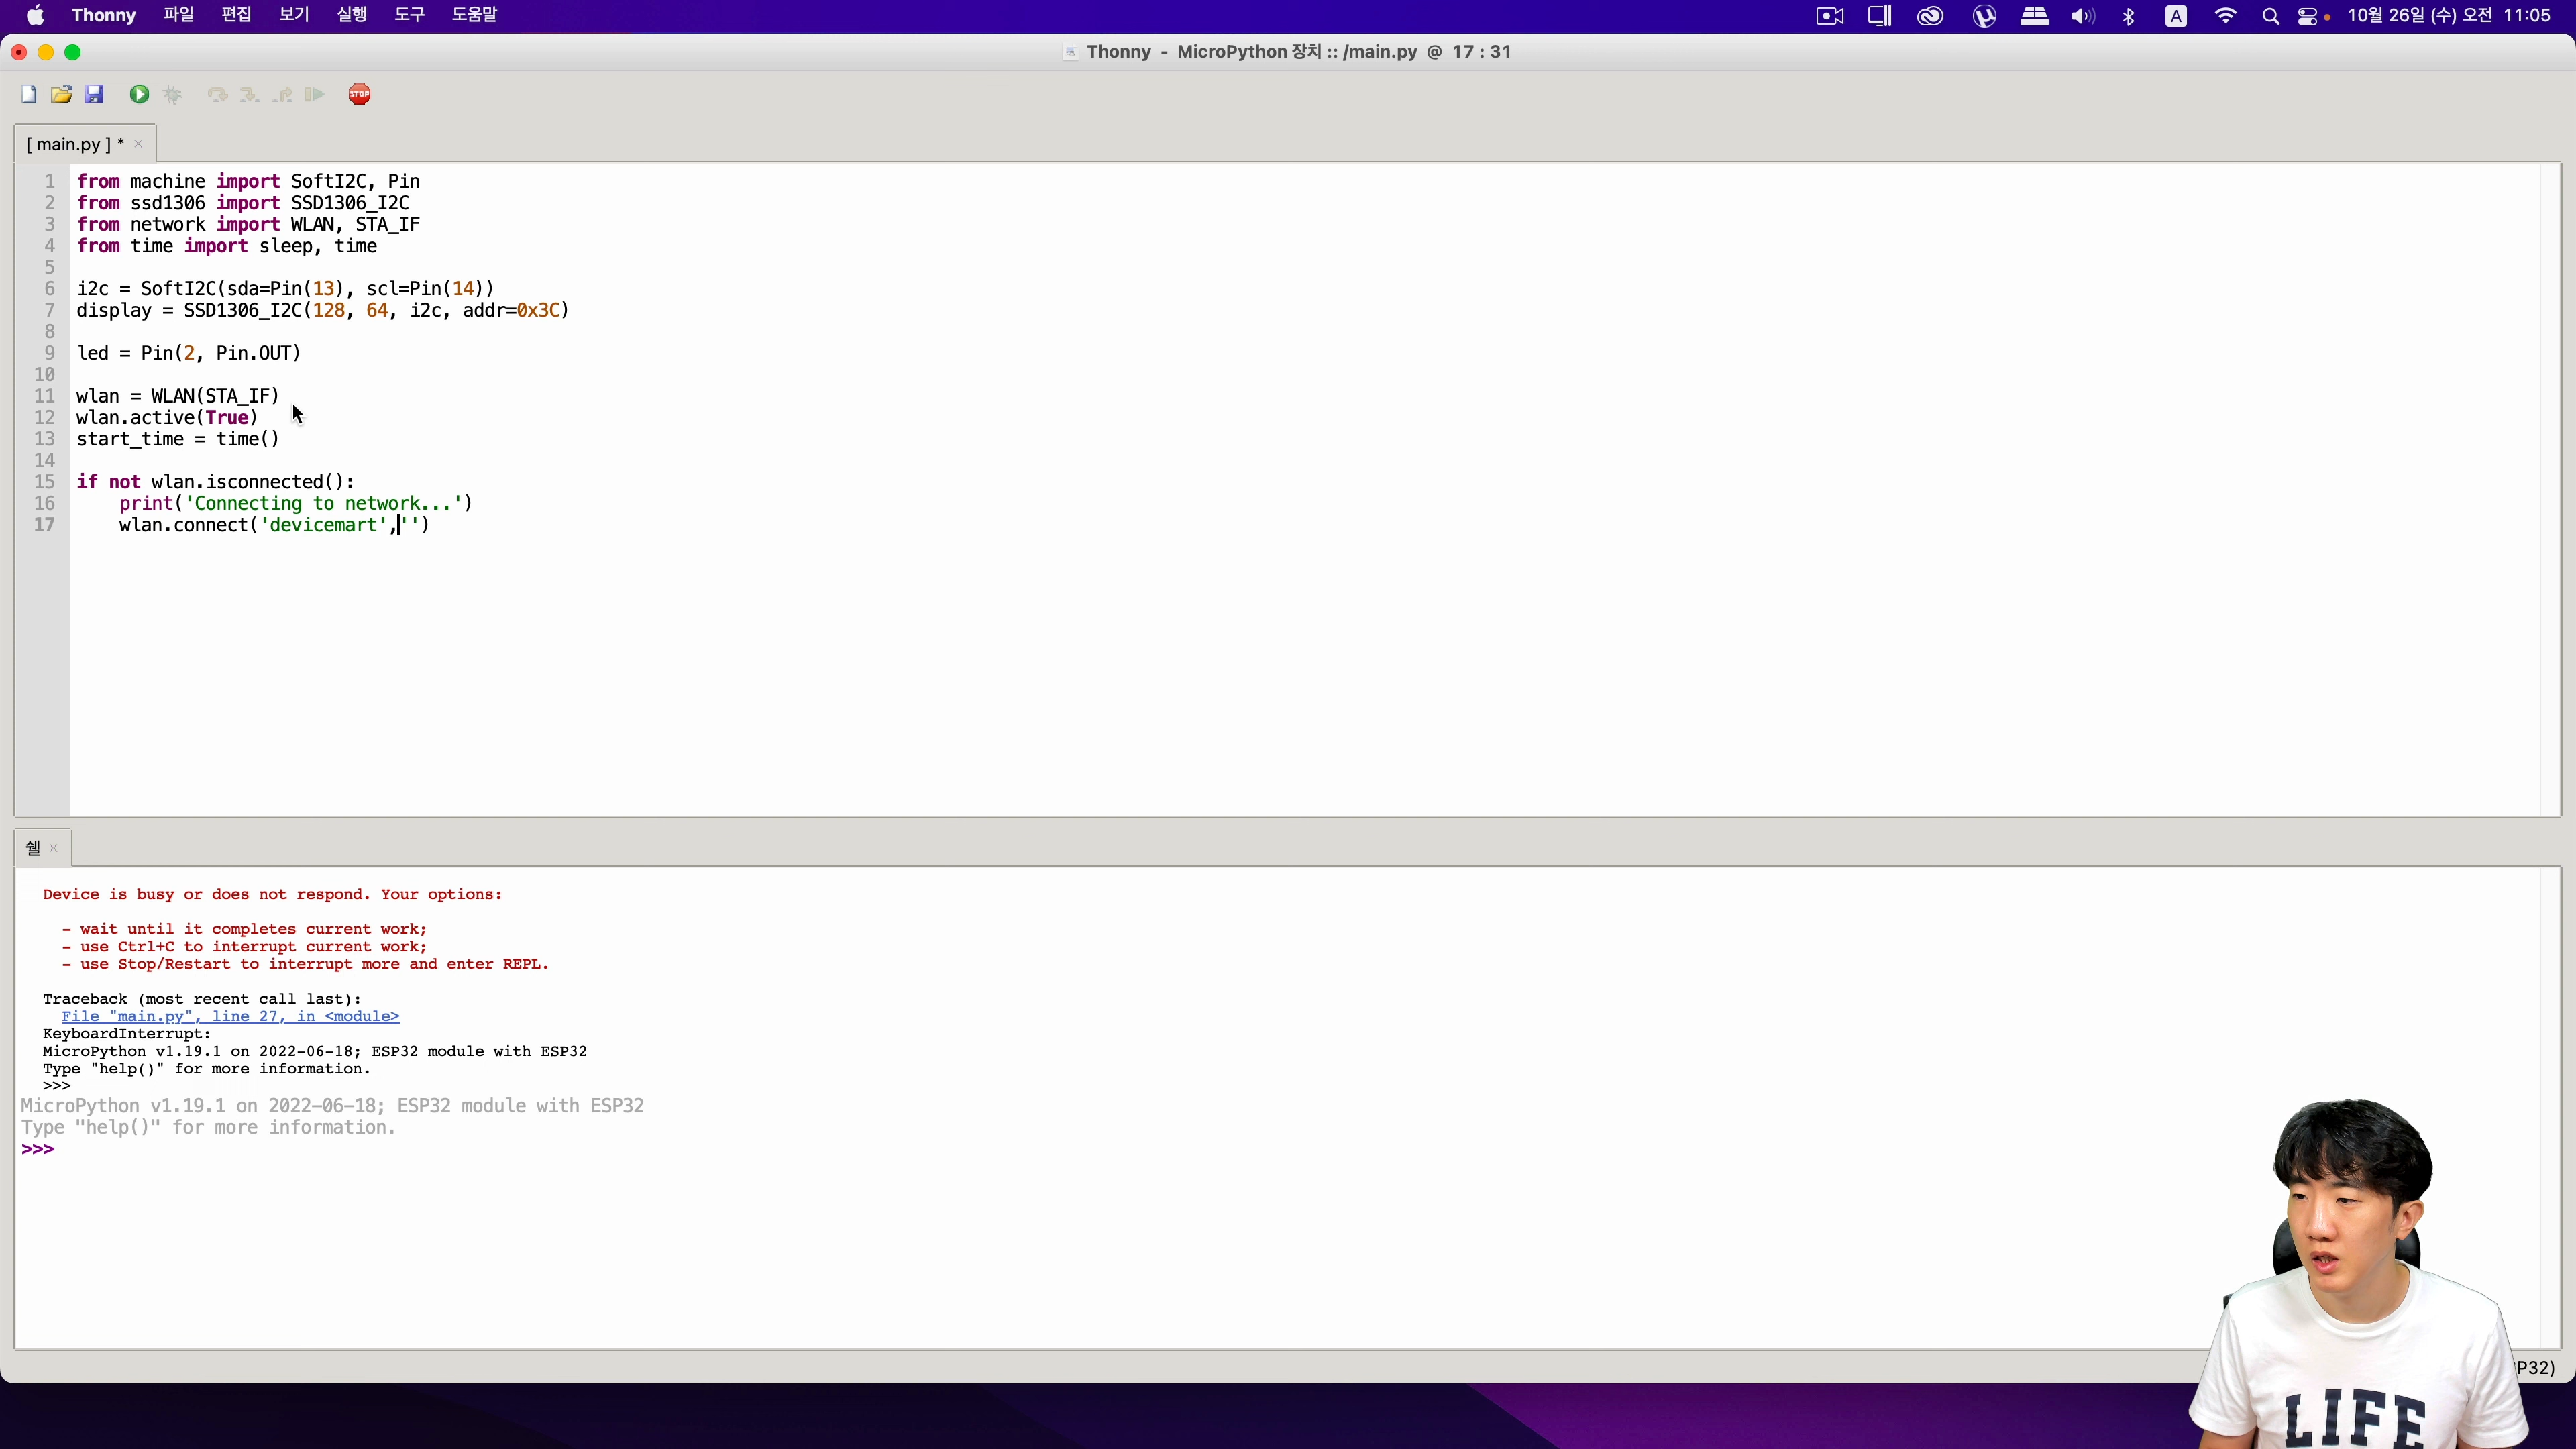 Thonny 파일 편집 보기 실행 도구 도움말 A 10월 26일 (수) 오전 11:05
Thonny - MicroPython 장치 :: /main.py @ 17 : 31
STOP
[ main.py ] * ×
1 from machine import SoftI2C, Pin
2 from ssd1306 import SSD1306_I2C
3 from network import WLAN, STA_IF
4 from time import sleep, time
5
6 i2c = SoftI2C(sda=Pin(13), scl=Pin(14))
7 display = SSD1306_I2C(128, 64, i2c, addr=0x3C)
8
9 led = Pin(2, Pin.OUT)
10
11 wlan = WLAN(STA_IF)
12 wlan.active(True)
13 start_time = time()
14
15 if not wlan.isconnected():
16 print('Connecting to network...')
17 wlan.connect('devicemart','')
쉘 ×
Device is busy or does not respond. Your options:
- wait until it completes current work;
- use Ctrl+C to interrupt current work;
- use Stop/Restart to interrupt more and enter REPL.
Traceback (most recent call last):
File "main.py", line 27, in <module>
KeyboardInterrupt:
MicroPython v1.19.1 on 2022-06-18; ESP32 module with ESP32
Type "help()" for more information.
>>>
MicroPython v1.19.1 on 2022-06-18; ESP32 module with ESP32
Type "help()" for more information.
>>>
P32)
LIFE